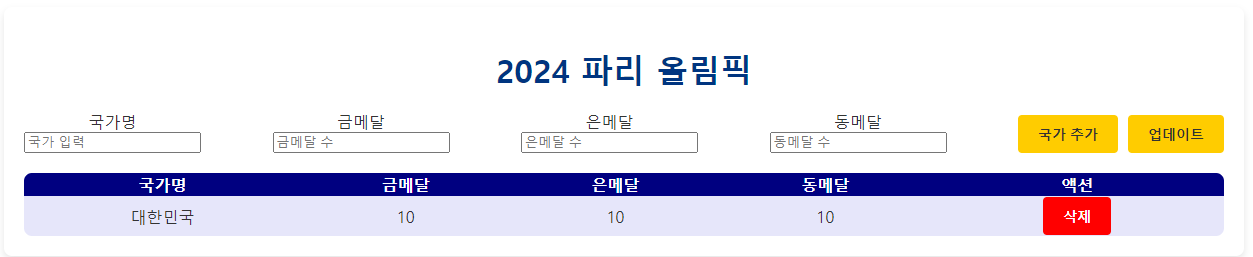 2024 파리 올림픽
국가명 금메달 은메달 동메달
국가 입력 금메달 수 은메달 수 동메달 수 국가 추가 업데이트
국가명 금메달 은메달 동메달 액션
대한민국 10 10 10 삭제